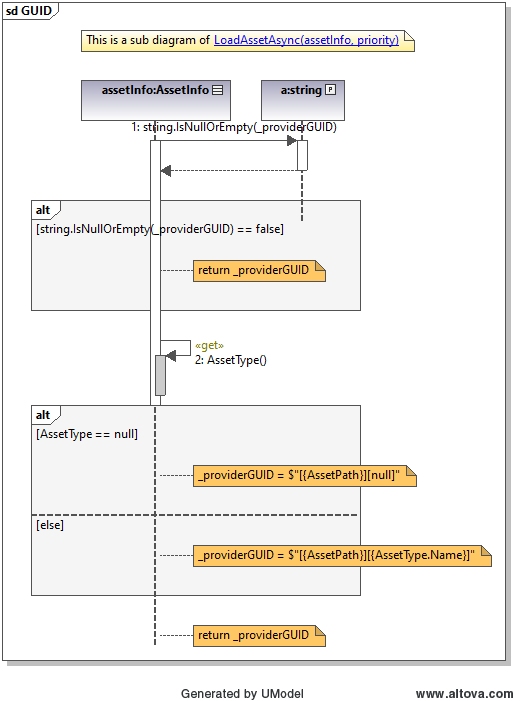 sd GUID
This is a sub diagram of LoadAssetAsync(assetInfo, priority)
assetInfo:AssetInfo
a:string P
1: string.IsNullOrEmpty(_providerGUID)
alt
[string.IsNullOrEmpty(_providerGUID) == false]
return _providerGUID
«get»
2: AssetType()
alt
[AssetType == null]
_providerGUID = $"[{AssetPath}][null]"
[else]
_providerGUID = $"[{AssetPath}][{AssetType.Name}]"
return _providerGUID
Generated by UModel
www.altova.com